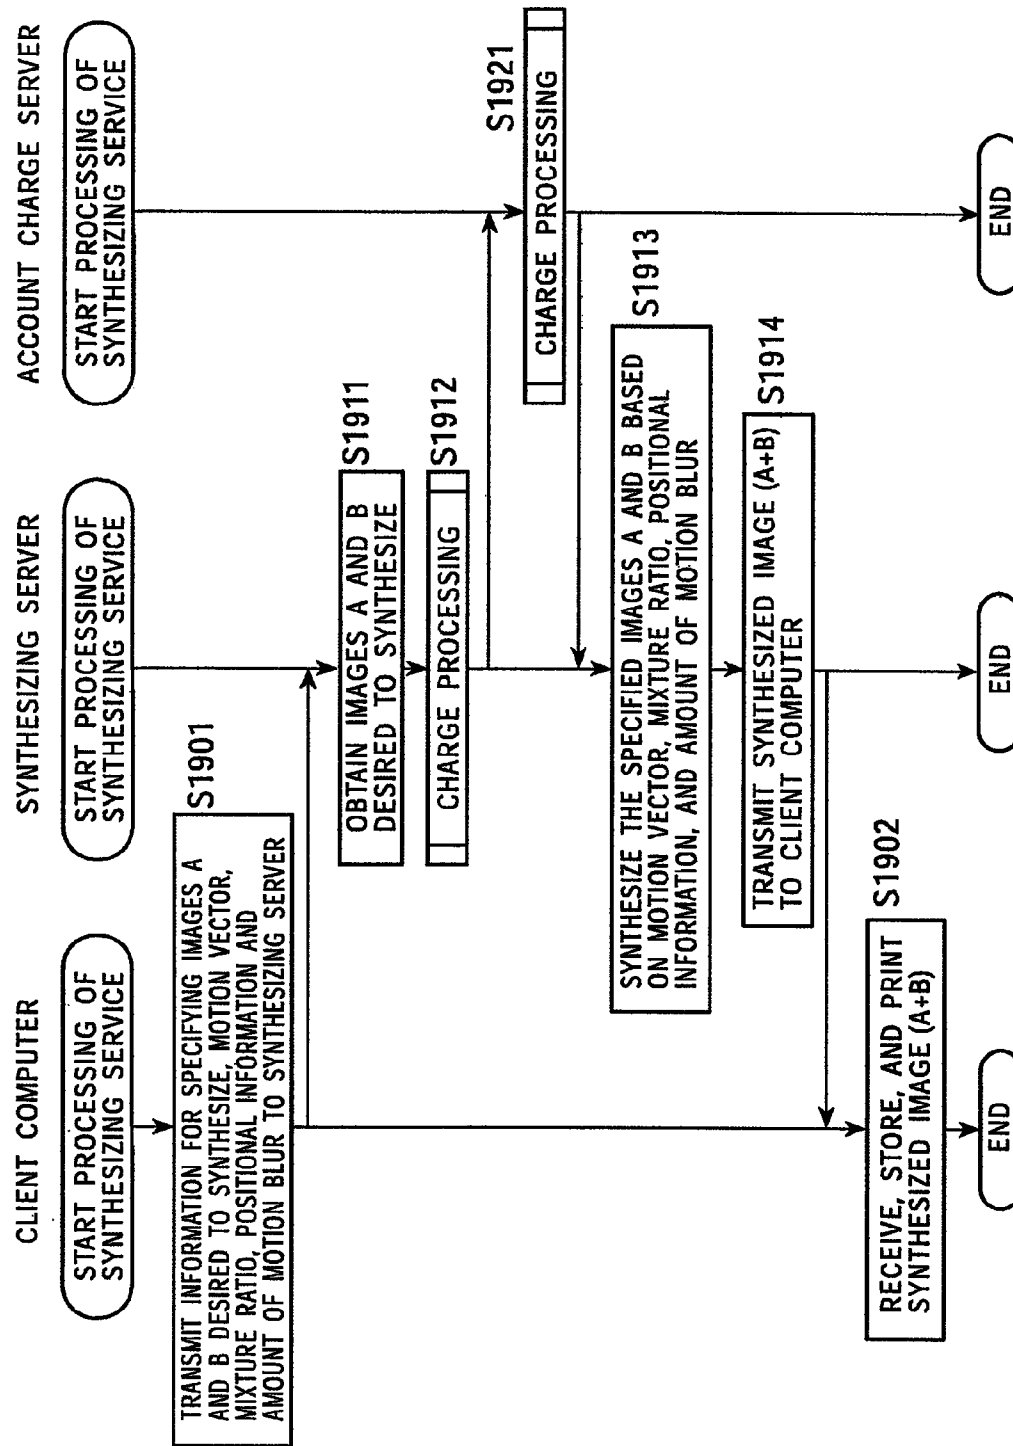 CLIENT COMPUTER
START PROCESSING OF
SYNTHESIZING SERVICE
TRANSMIT INFORMATION FOR SPECIFYING IMAGES A
AND B DESIRED TO SYNTHESIZE, MOTION VECTOR,
MIXTURE RATIO, POSITIONAL INFORMATION AND
AMOUNT OF MOTION BLUR TO SYNTHESIZING SERVER
S1901
RECEIVE, STORE, AND PRINT
SYNTHESIZED IMAGE (A+B)
S1902
END
SYNTHESIZING SERVER
START PROCESSING OF
SYNTHESIZING SERVICE
OBTAIN IMAGES A AND B
DESIRED TO SYNTHESIZE
S1911
CHARGE PROCESSING
S1912
SYNTHESIZE THE SPECIFIED IMAGES A AND B BASED
ON MOTION VECTOR, MIXTURE RATIO, POSITIONAL
INFORMATION, AND AMOUNT OF MOTION BLUR
S1913
TRANSMIT SYNTHESIZED IMAGE (A+B)
TO CLIENT COMPUTER
S1914
END
ACCOUNT CHARGE SERVER
START PROCESSING OF
SYNTHESIZING SERVICE
CHARGE PROCESSING
S1921
END